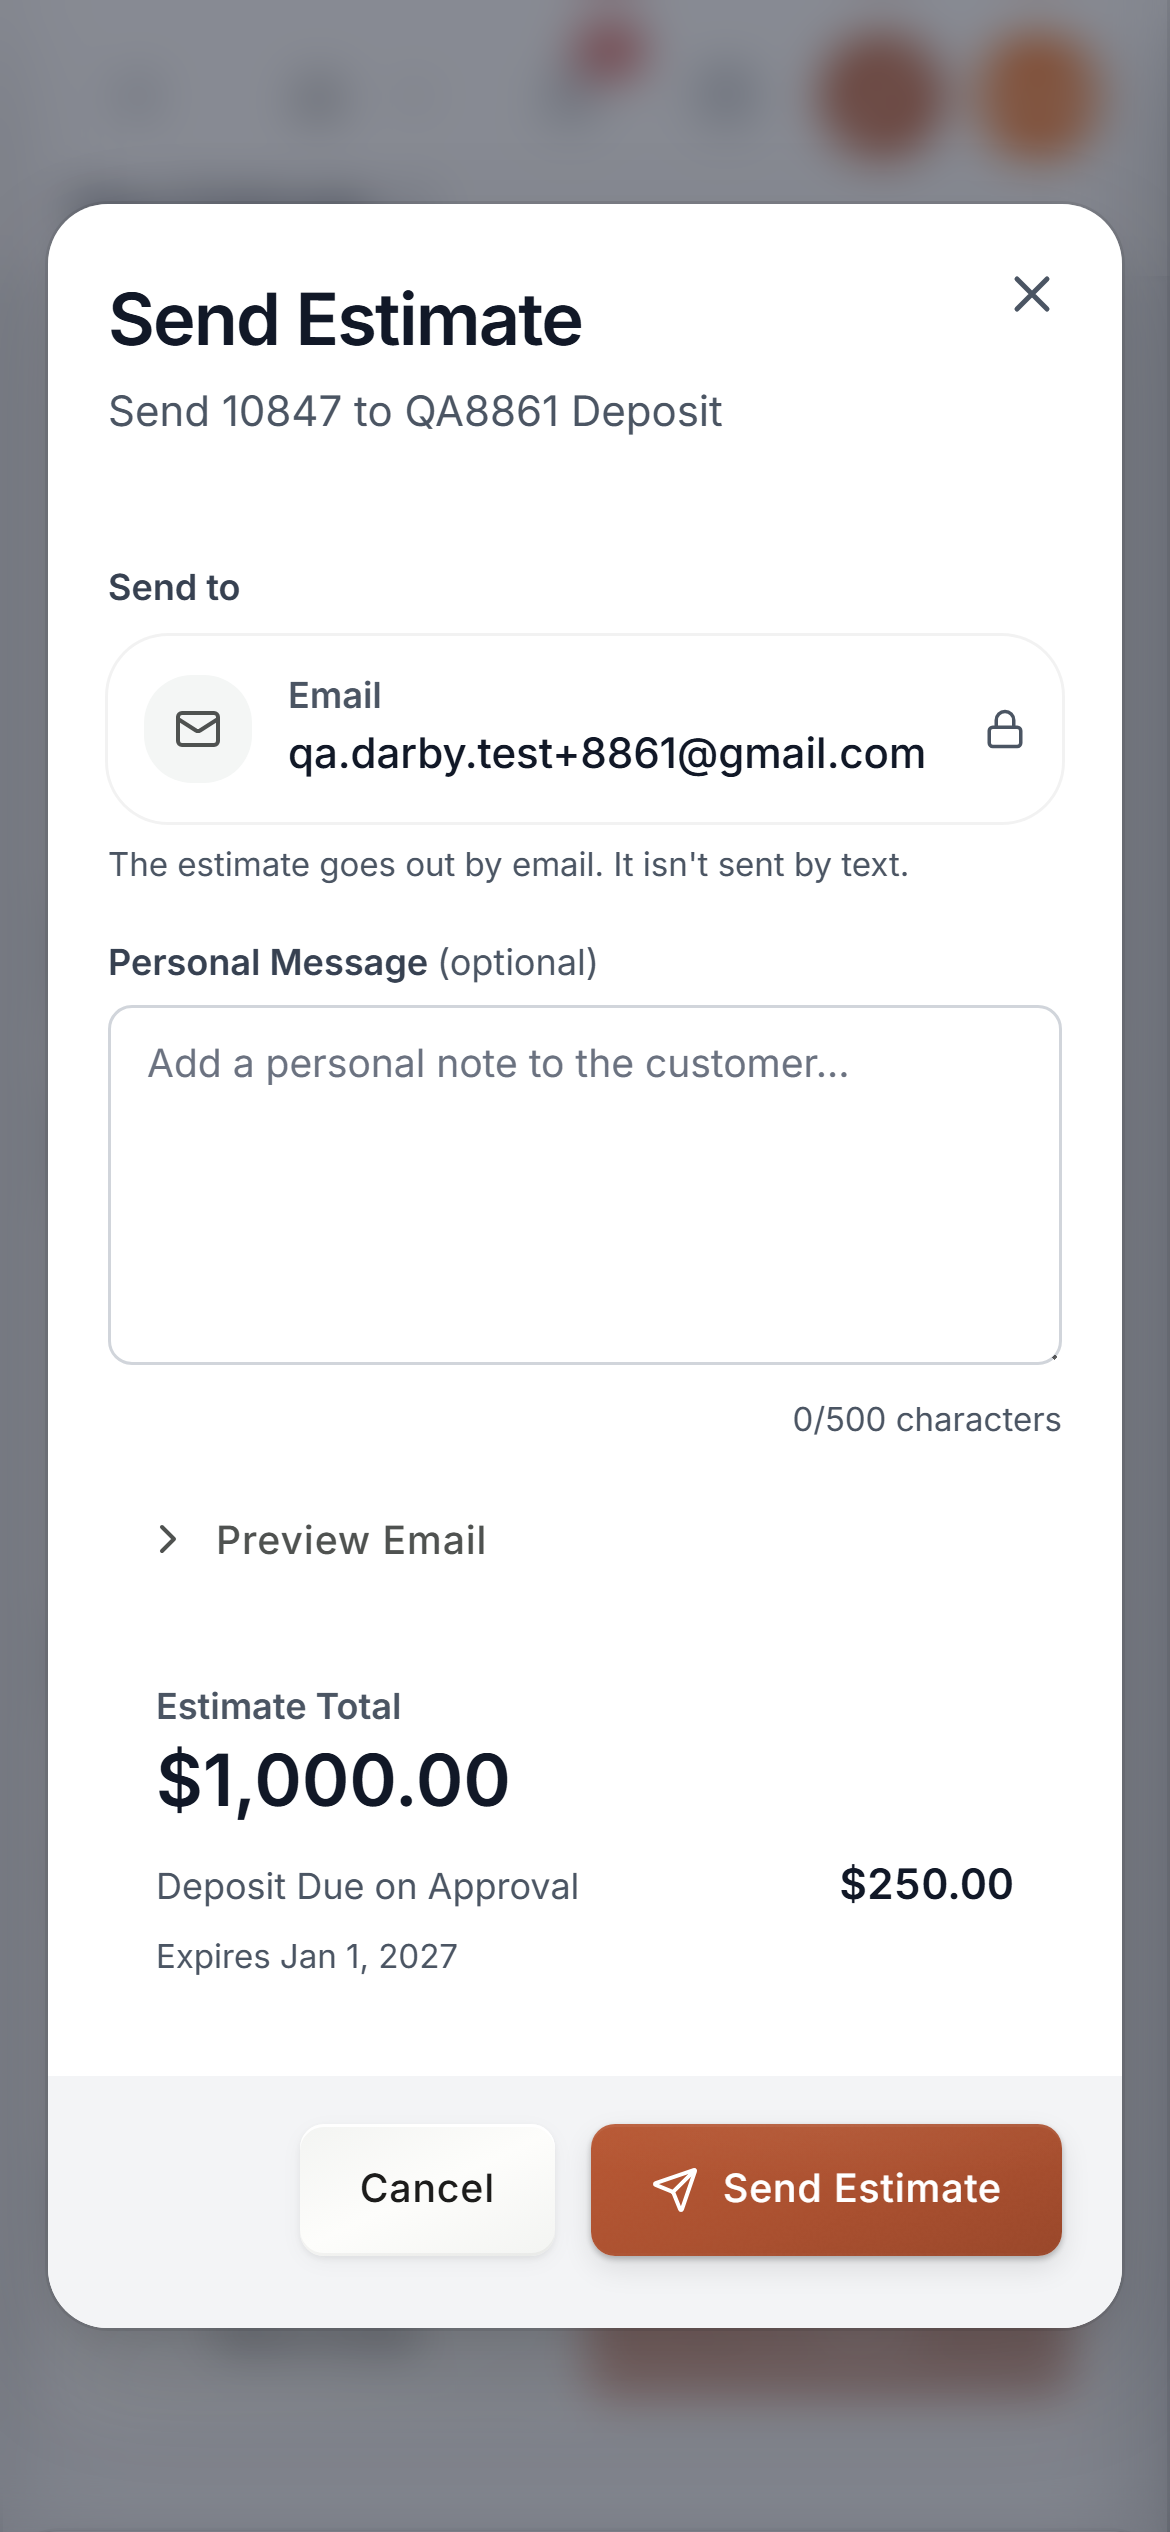 Send Estimate
Send 10847 to QA8861 Deposit
Send to
Email
qa.darby.test+8861@gmail.com
The estimate goes out by email. It isn't sent by text.
Personal Message (optional)
Add a personal note to the customer...
0/500 characters
Preview Email
Estimate Total
$1,000.00
Deposit Due on Approval $250.00
Expires Jan 1, 2027
Cancel Send Estimate